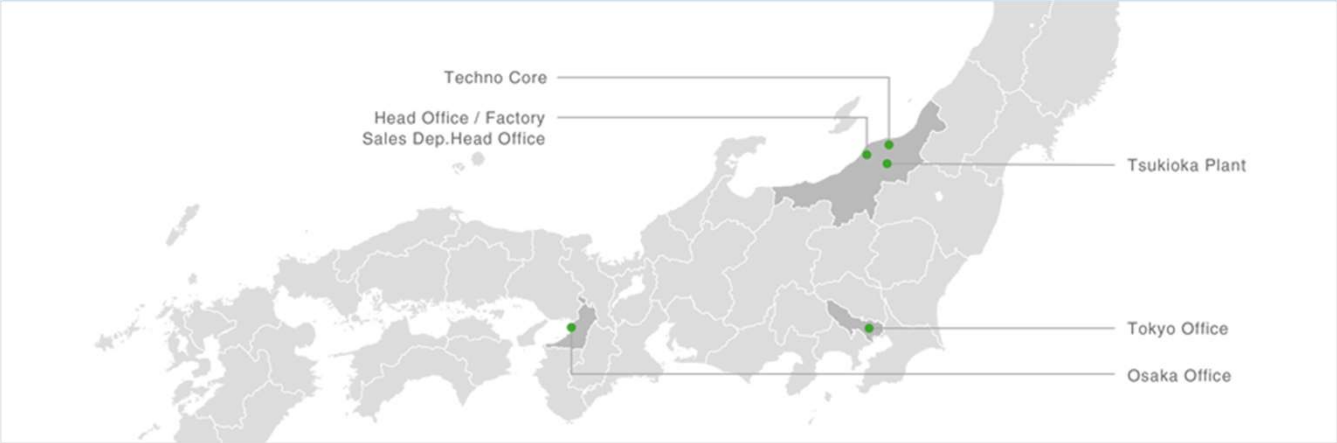 Techno Core
Head Office / Factory
Sales Dep.Head Office
Tsukioka Plant
Tokyo Office
Osaka Office